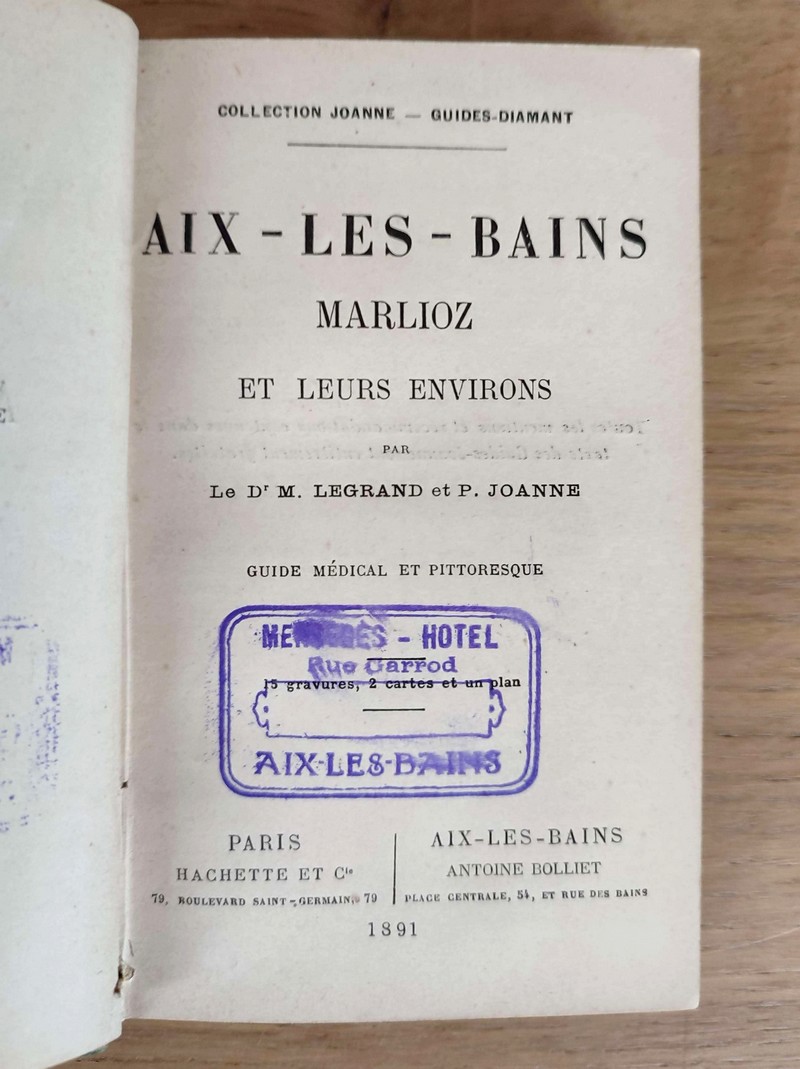 COLLECTION JOANNE — GUIDES-DIAMANT
AIX-LES-BAINS
MARLIOZ
ET LEURS ENVIRONS
PAR
Le Dr M. LEGRAND et P. JOANNE
GUIDE MÉDICAL ET PITTORESQUE
- HOTEL
Rue Garrod
15 gravures, 2 cartes et un plan
AIX-LES-BAINS
PARIS
HACHETTE ET Cie
79, BOULEVARD SAINT-GERMAIN, 79
AIX-LES-BAINS
ANTOINE BOLLIET
PLACE CENTRALE, 54, ET RUE DES BAINS
1891